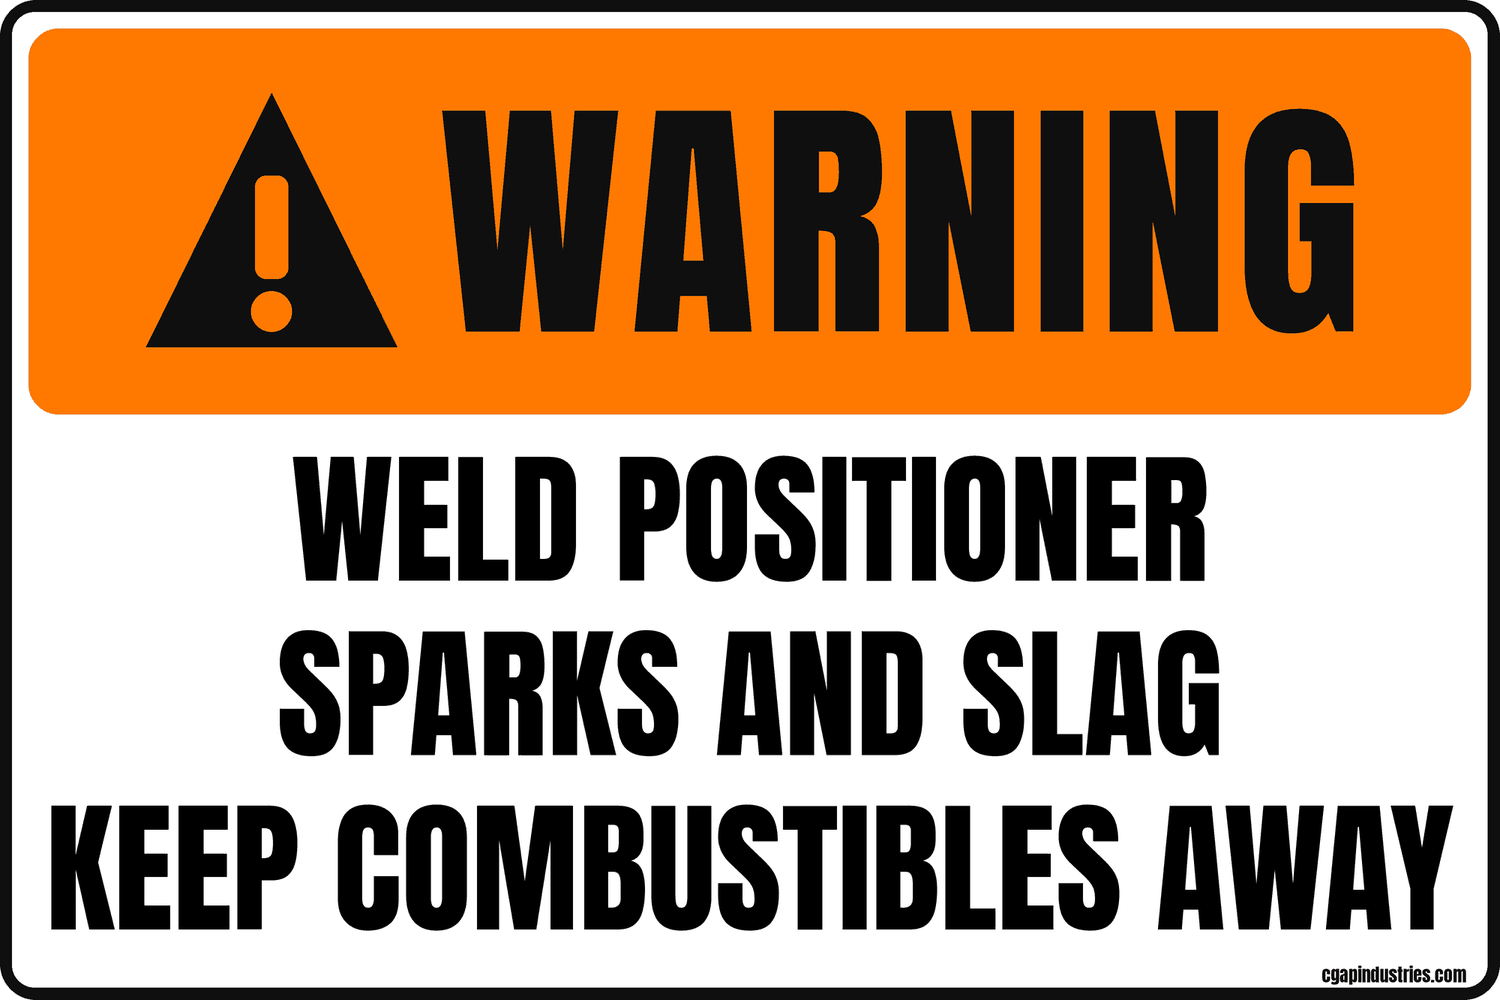 WARNING
WELD POSITIONER
SPARKS AND SLAG
KEEP COMBUSTIBLES AWAY
cgapindustries.com